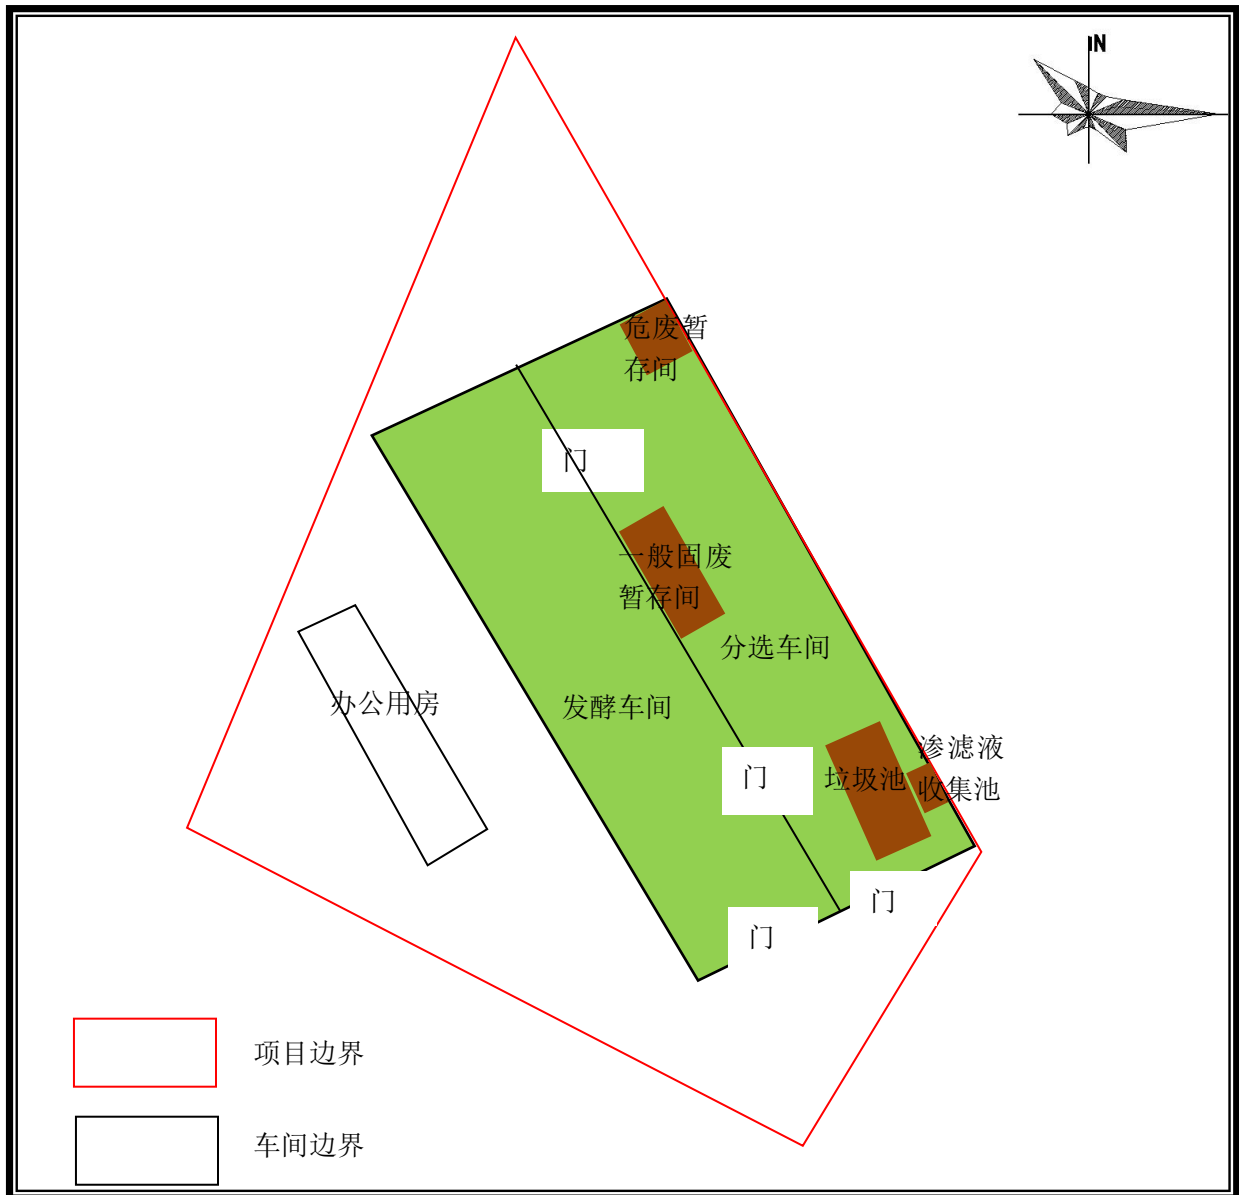 N
危废暂
存间
门
一般固废
暂存间
分选车间
办公用房
发酵车间
渗滤液
收集池
门
垃圾池
门
门
项目边界
车间边界